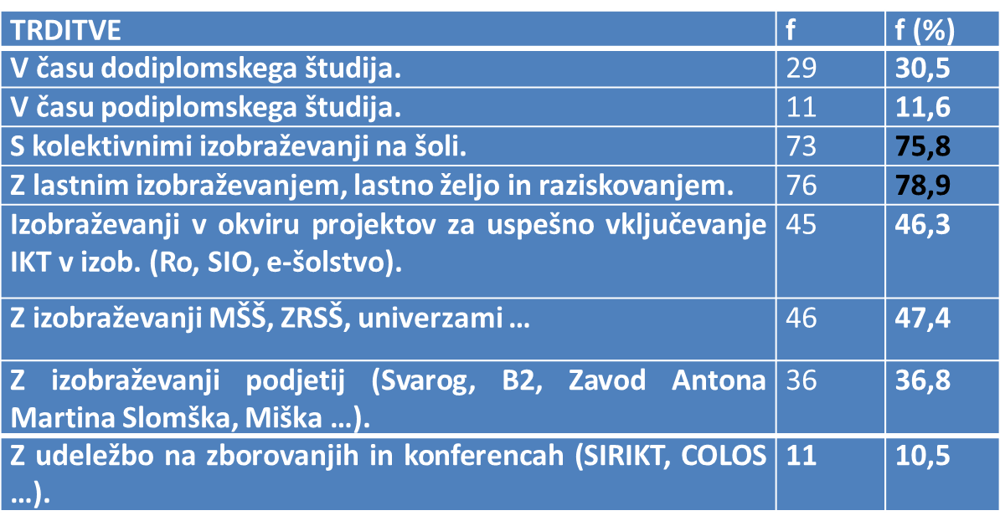 TRDITVE f f (%)
V času dodiplomskega študija. 29 30,5
V času podiplomskega študija. 11 11,6
S kolektivnimi izobraževanji na šoli. 73 75,8
Z lastnim izobraževanjem, lastno željo in raziskovanjem. 76 78,9
Izobraževanji v okviru projektov za uspešno vključevanje 45 46,3
IKT v izob. (Ro, SIO, e-šolstvo).
Z izobraževanji MŠŠ, ZRSŠ, univerzami … 46 47,4
Z izobraževanji podjetij (Svarog, B2, Zavod Antona 36 36,8
Martina Slomška, Miška …).
Z udeležbo na zborovanjih in konferencah (SIRIKT, COLOS 11 10,5
…).